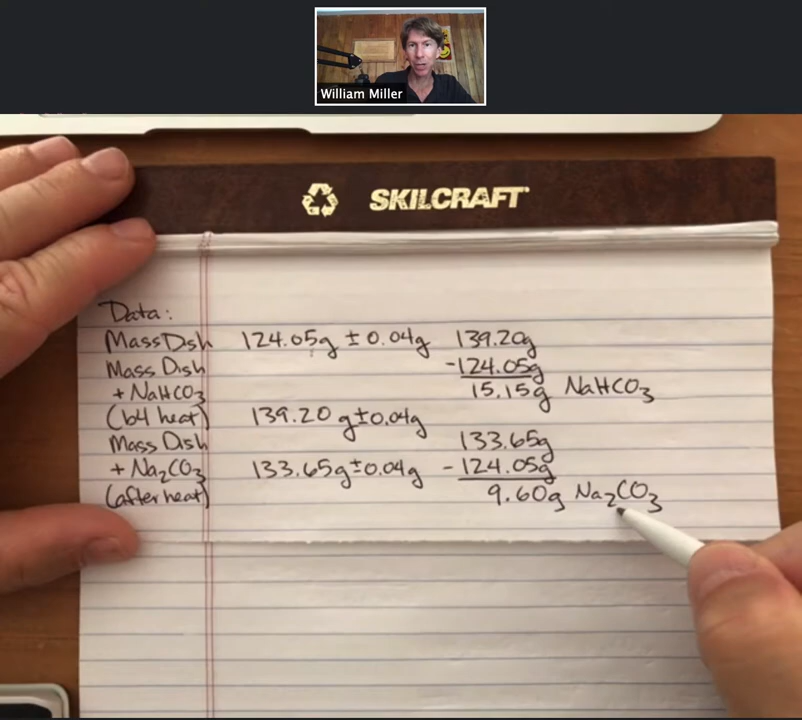 William Miller
SKILCRAFT
Data:
Mass Dish 124.05g ± 0.04g 139.20g
Mass Dish -124.05g
+ NaHCO₃ 15.15g NaHCO₃
(b4 heat) 139.20 g±0.04g
Mass Dish 133.65g
+ Na₂CO₃ 133.65g±0.04g - 124.05g
(after heat) 9.60g Na₂CO₃